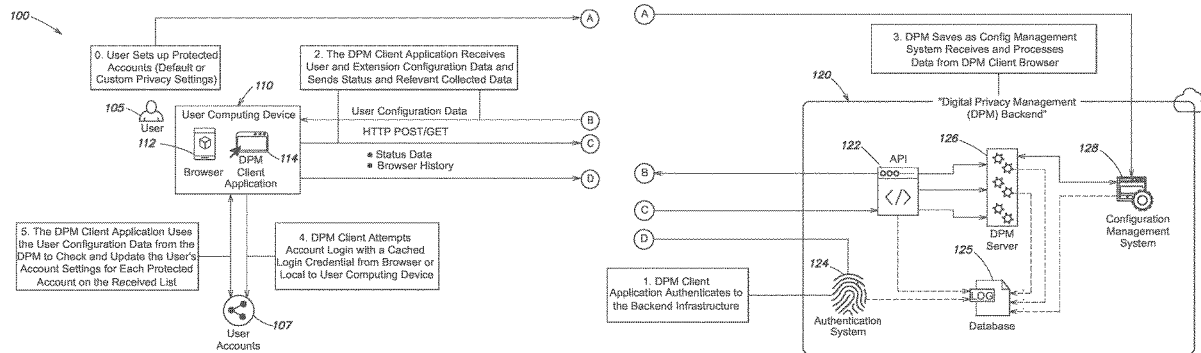 100
A
0. User Sets up Protected
Accounts (Default or
Custom Privacy Settings)
2. The DPM Client Application Receives
User and Extension Configuration Data and
Sends Status and Relevant Collected Data
105
User
110
User Computing Device
112
Browser
114
DPM
Client
Application
User Configuration Data
B
HTTP POST/GET
C
Status Data
Browser History
D
5. The DPM Client Application Uses
the User Configuration Data from the
DPM to Check and Update the User's
Account Settings for Each Protected
Account on the Received List
4. DPM Client Attempts
Account Login with a Cached
Login Credential from Browser or
Local to User Computing Device
107
User
Accounts
A
3. DPM Saves as Config Management
System Receives and Processes
Data from DPM Client Browser
120
"Digital Privacy Management
(DPM) Backend"
122
API
</>
126
DPM
Server
128
Configuration
Management
System
B
C
D
1. DPM Client
Application Authenticates to
the Backend Infrastructure
124
Authentication
System
125
LOG
Database